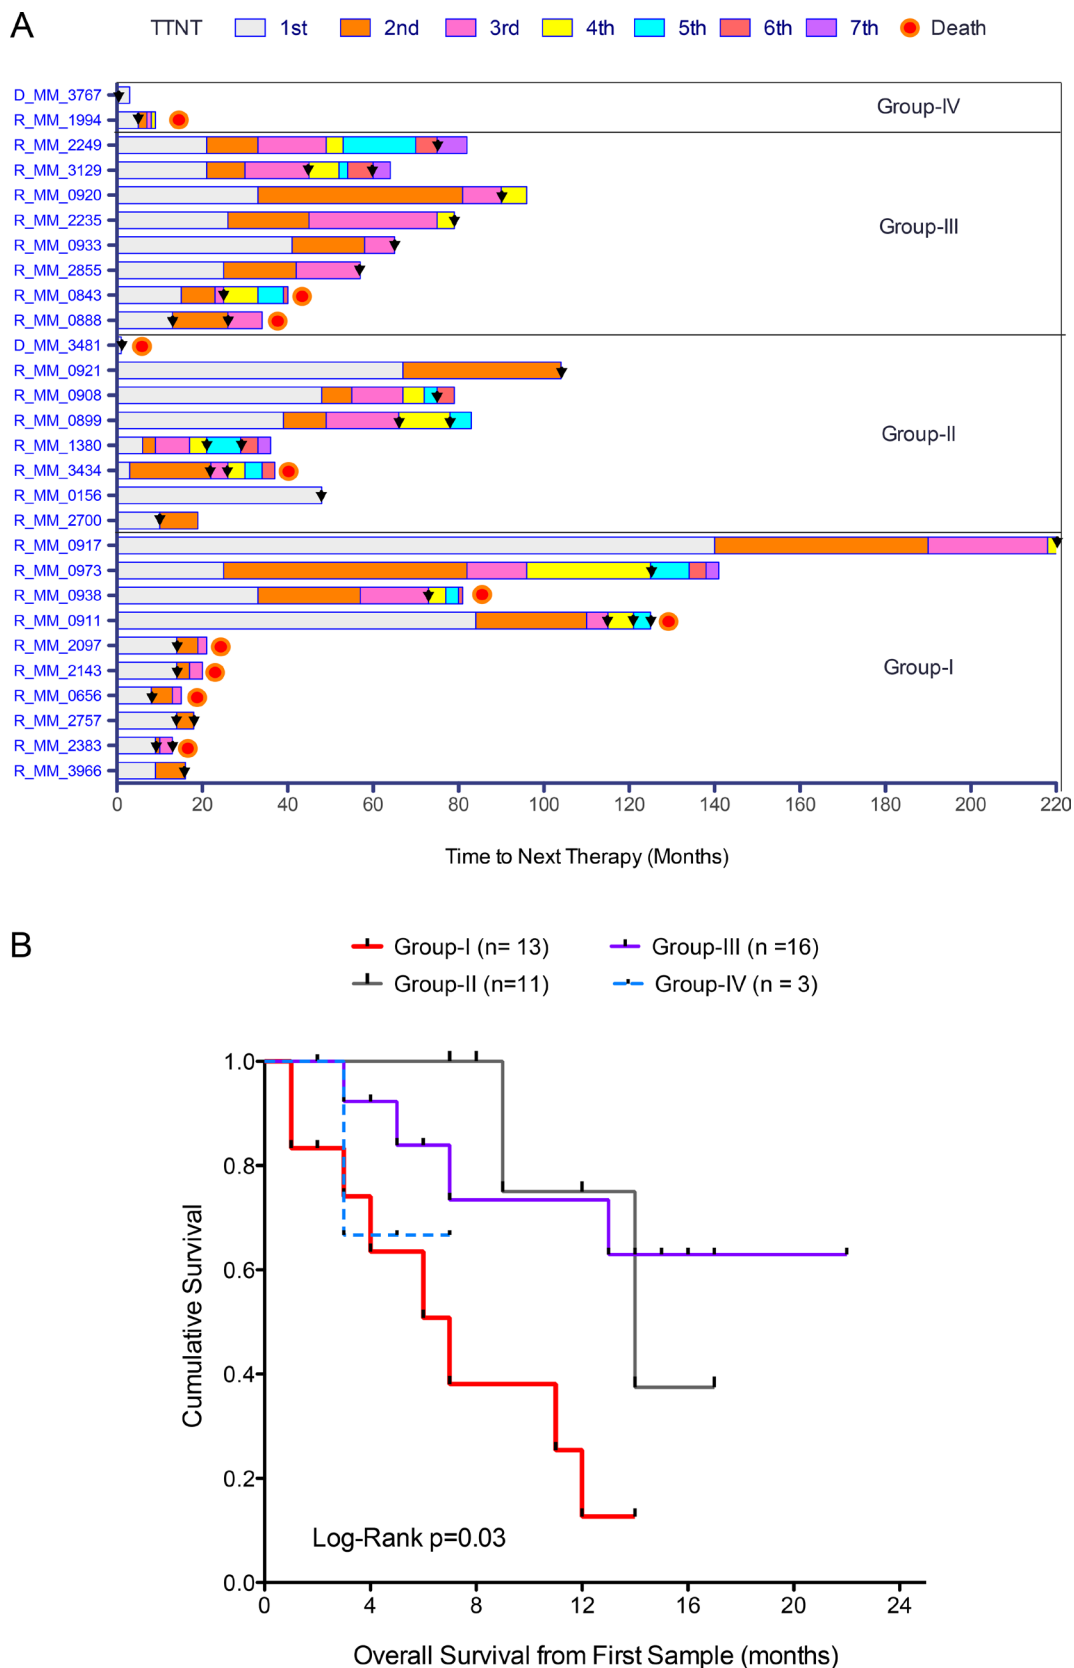 A
TTNT 1st 2nd 3rd 4th 5th 6th 7th Death
D_MM_3767
R_MM_1994
Group-IV
R_MM_2249
R_MM_3129
R_MM_0920
R_MM_2235
R_MM_0933
R_MM_2855
R_MM_0843
R_MM_0888
Group-III
D_MM_3481
R_MM_0921
R_MM_0908
R_MM_0899
R_MM_1380
R_MM_3434
R_MM_0156
R_MM_2700
Group-II
R_MM_0917
R_MM_0973
R_MM_0938
R_MM_0911
R_MM_2097
R_MM_2143
R_MM_0656
R_MM_2757
R_MM_2383
R_MM_3966
Group-I
0 20 40 60 80 100 120 140 160 180 200 220
Time to Next Therapy (Months)
B
Group-I (n= 13) Group-III (n =16)
Group-II (n=11) Group-IV (n = 3)
1.0
0.8
0.6
0.4
0.2
0.0
Cumulative Survival
Log-Rank p=0.03
0 4 8 12 16 20 24
Overall Survival from First Sample (months)